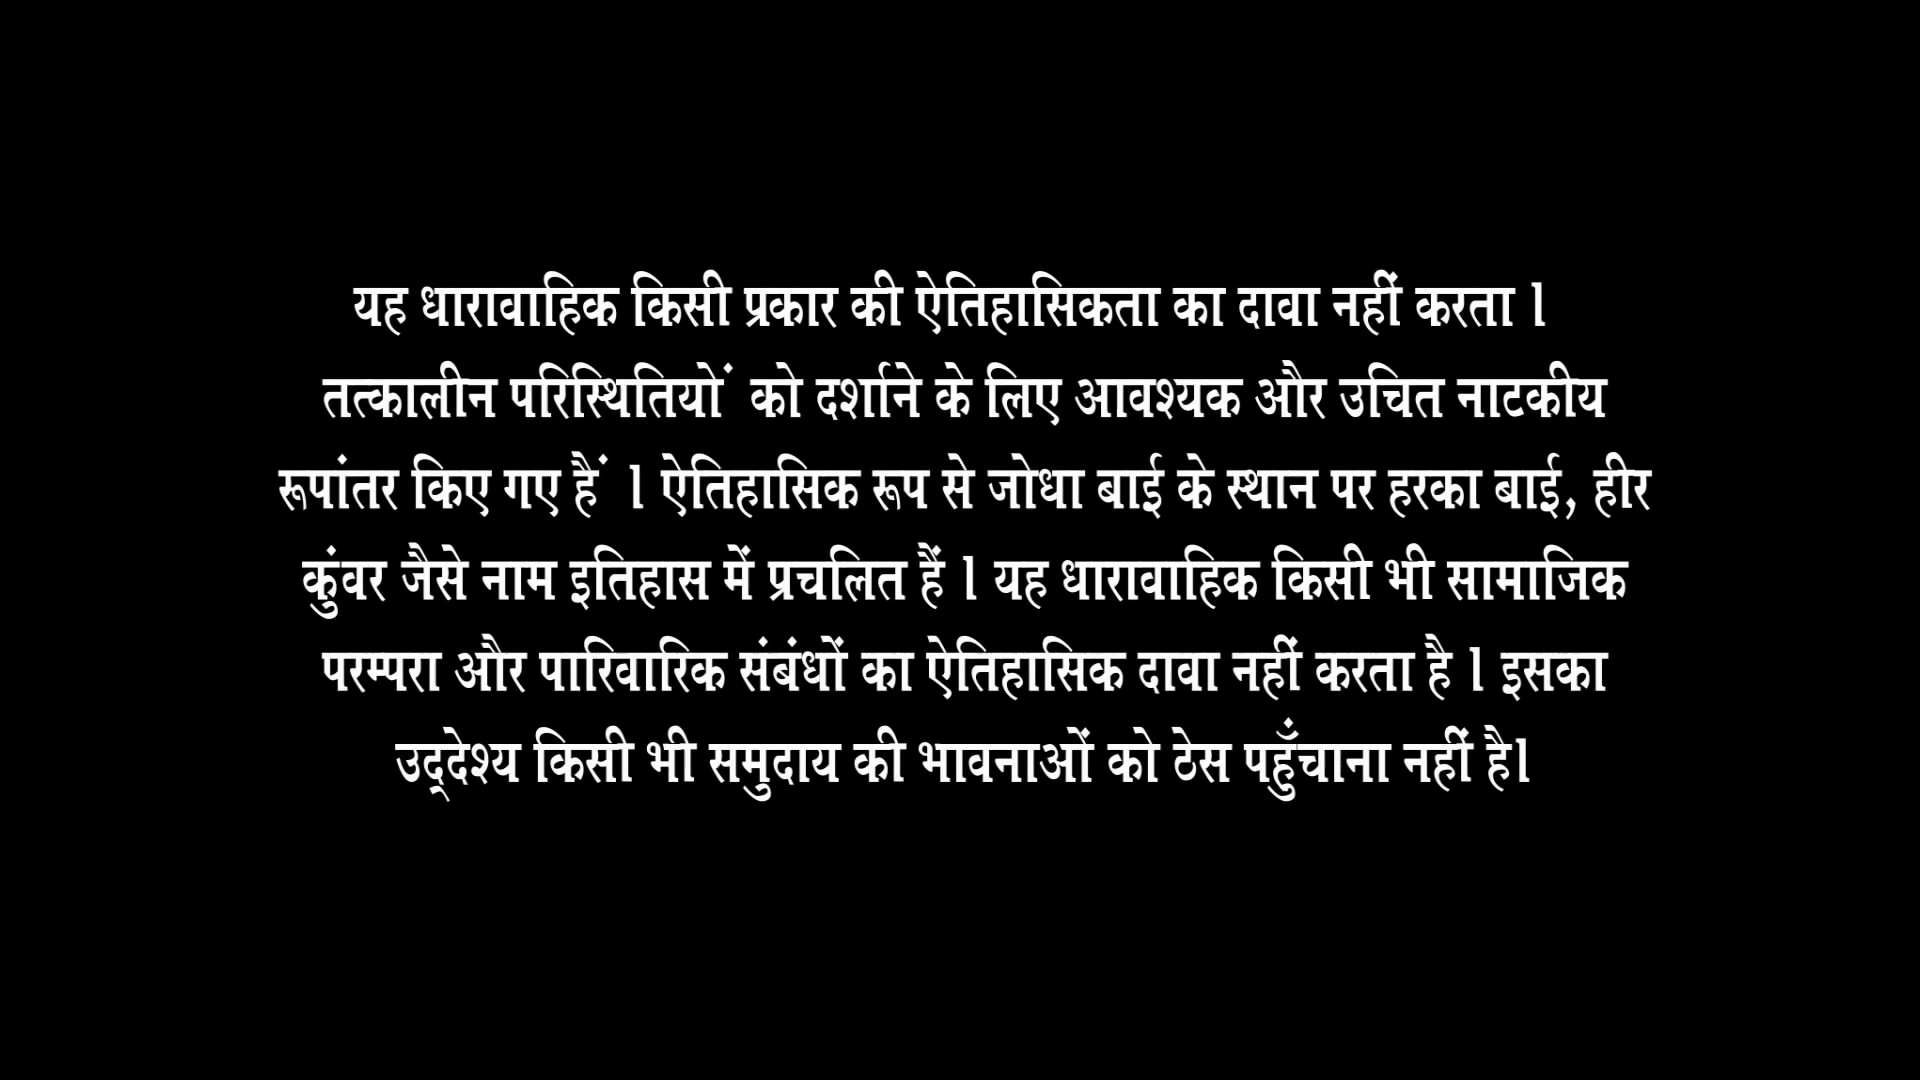 यह धारावाहिक किसी प्रकार की ऐतिहासिकता का दावा नहीं करता ।
तत्कालीन परिस्थितियों को दर्शाने के लिए आवश्यक और उचित नाटकीय
रूपांतर किए गए हैं । ऐतिहासिक रूप से जोधा बाई के स्थान पर हरका बाई, हीर
कुंवर जैसे नाम इतिहास में प्रचलित हैं । यह धारावाहिक किसी भी सामाजिक
परम्परा और पारिवारिक संबंधों का ऐतिहासिक दावा नहीं करता है । इसका
उद्देश्य किसी भी समुदाय की भावनाओं को ठेस पहुँचाना नहीं है।